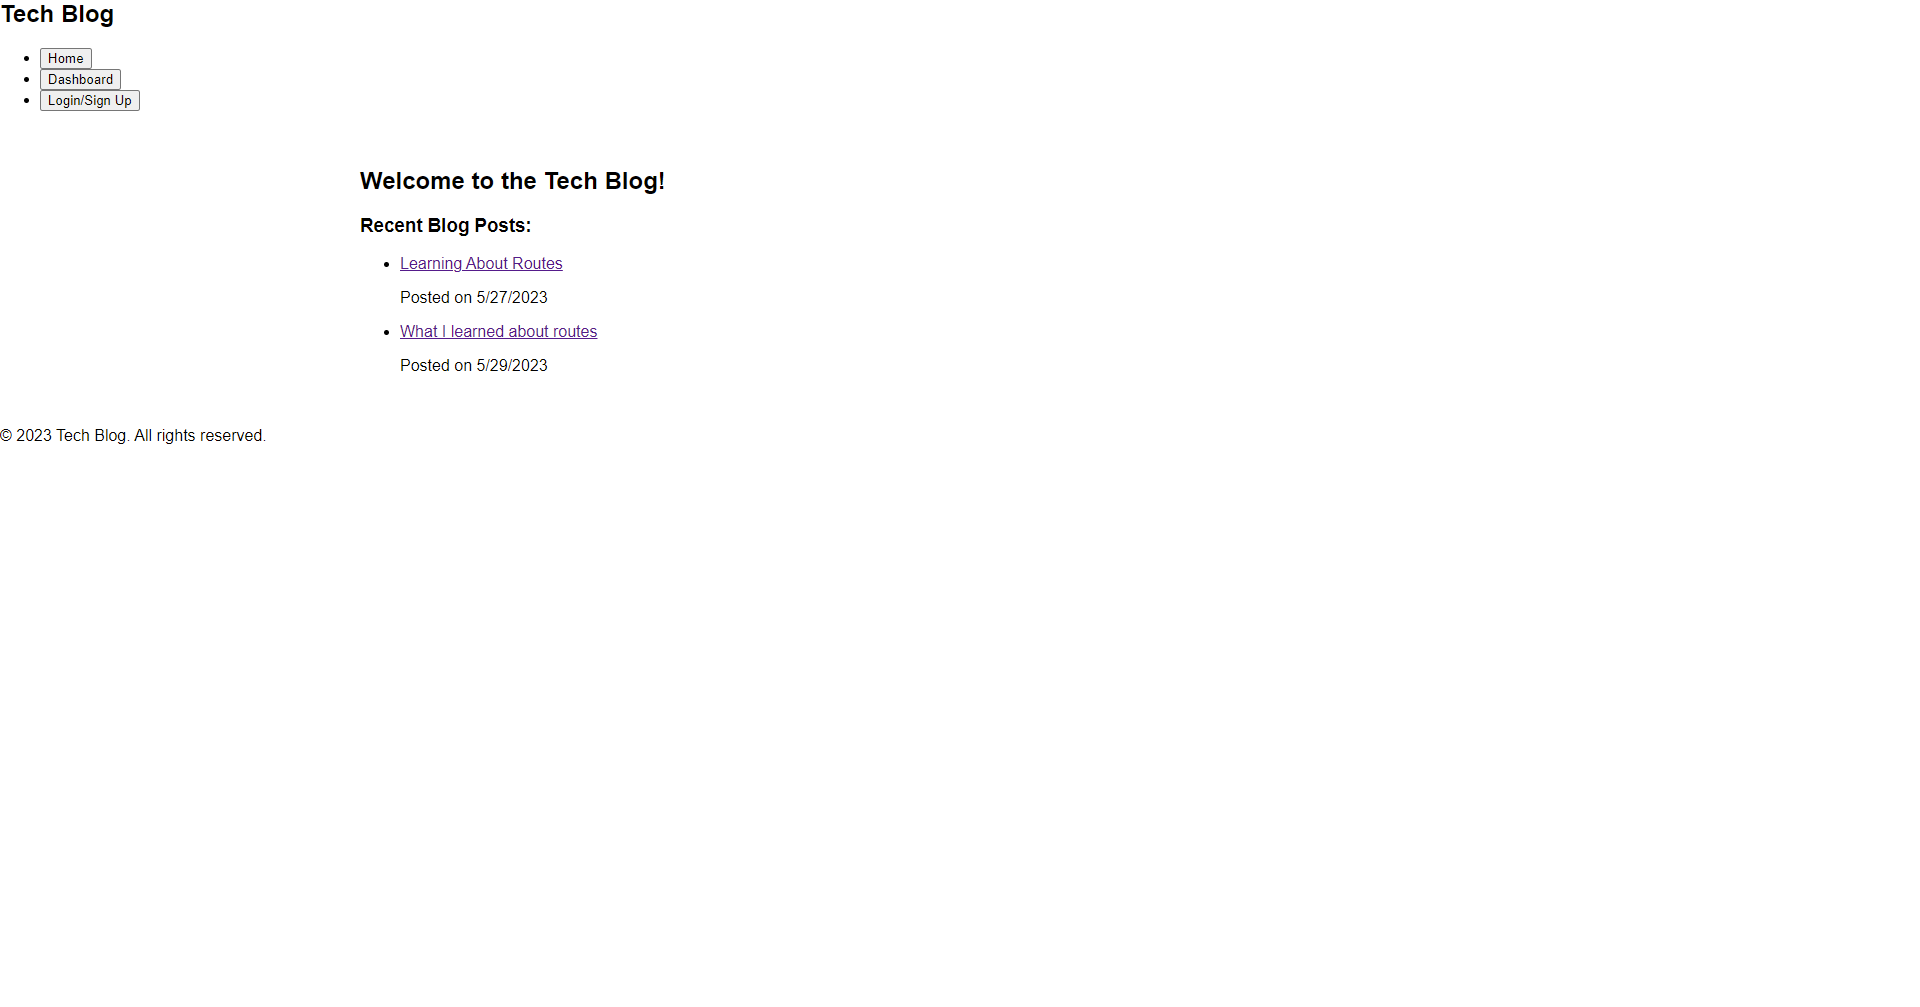 Tech Blog
Home
Dashboard
Login/Sign Up
Welcome to the Tech Blog!
Recent Blog Posts:
Learning About Routes
Posted on 5/27/2023
What I learned about routes
Posted on 5/29/2023
© 2023 Tech Blog. All rights reserved.